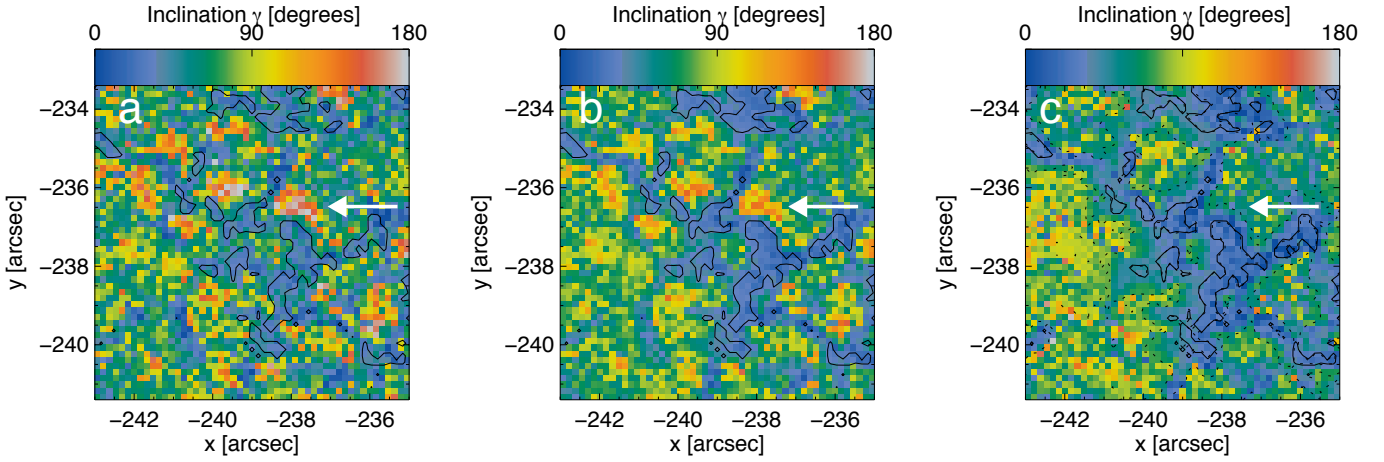 Inclination γ [degrees]
0 90 180
a
−234
−236
−238
−240
y [arcsec]
−242 −240 −238 −236
x [arcsec]
Inclination γ [degrees]
0 90 180
b
−234
−236
−238
−240
y [arcsec]
−242 −240 −238 −236
x [arcsec]
Inclination γ [degrees]
0 90 180
c
−234
−236
−238
−240
y [arcsec]
−242 −240 −238 −236
x [arcsec]